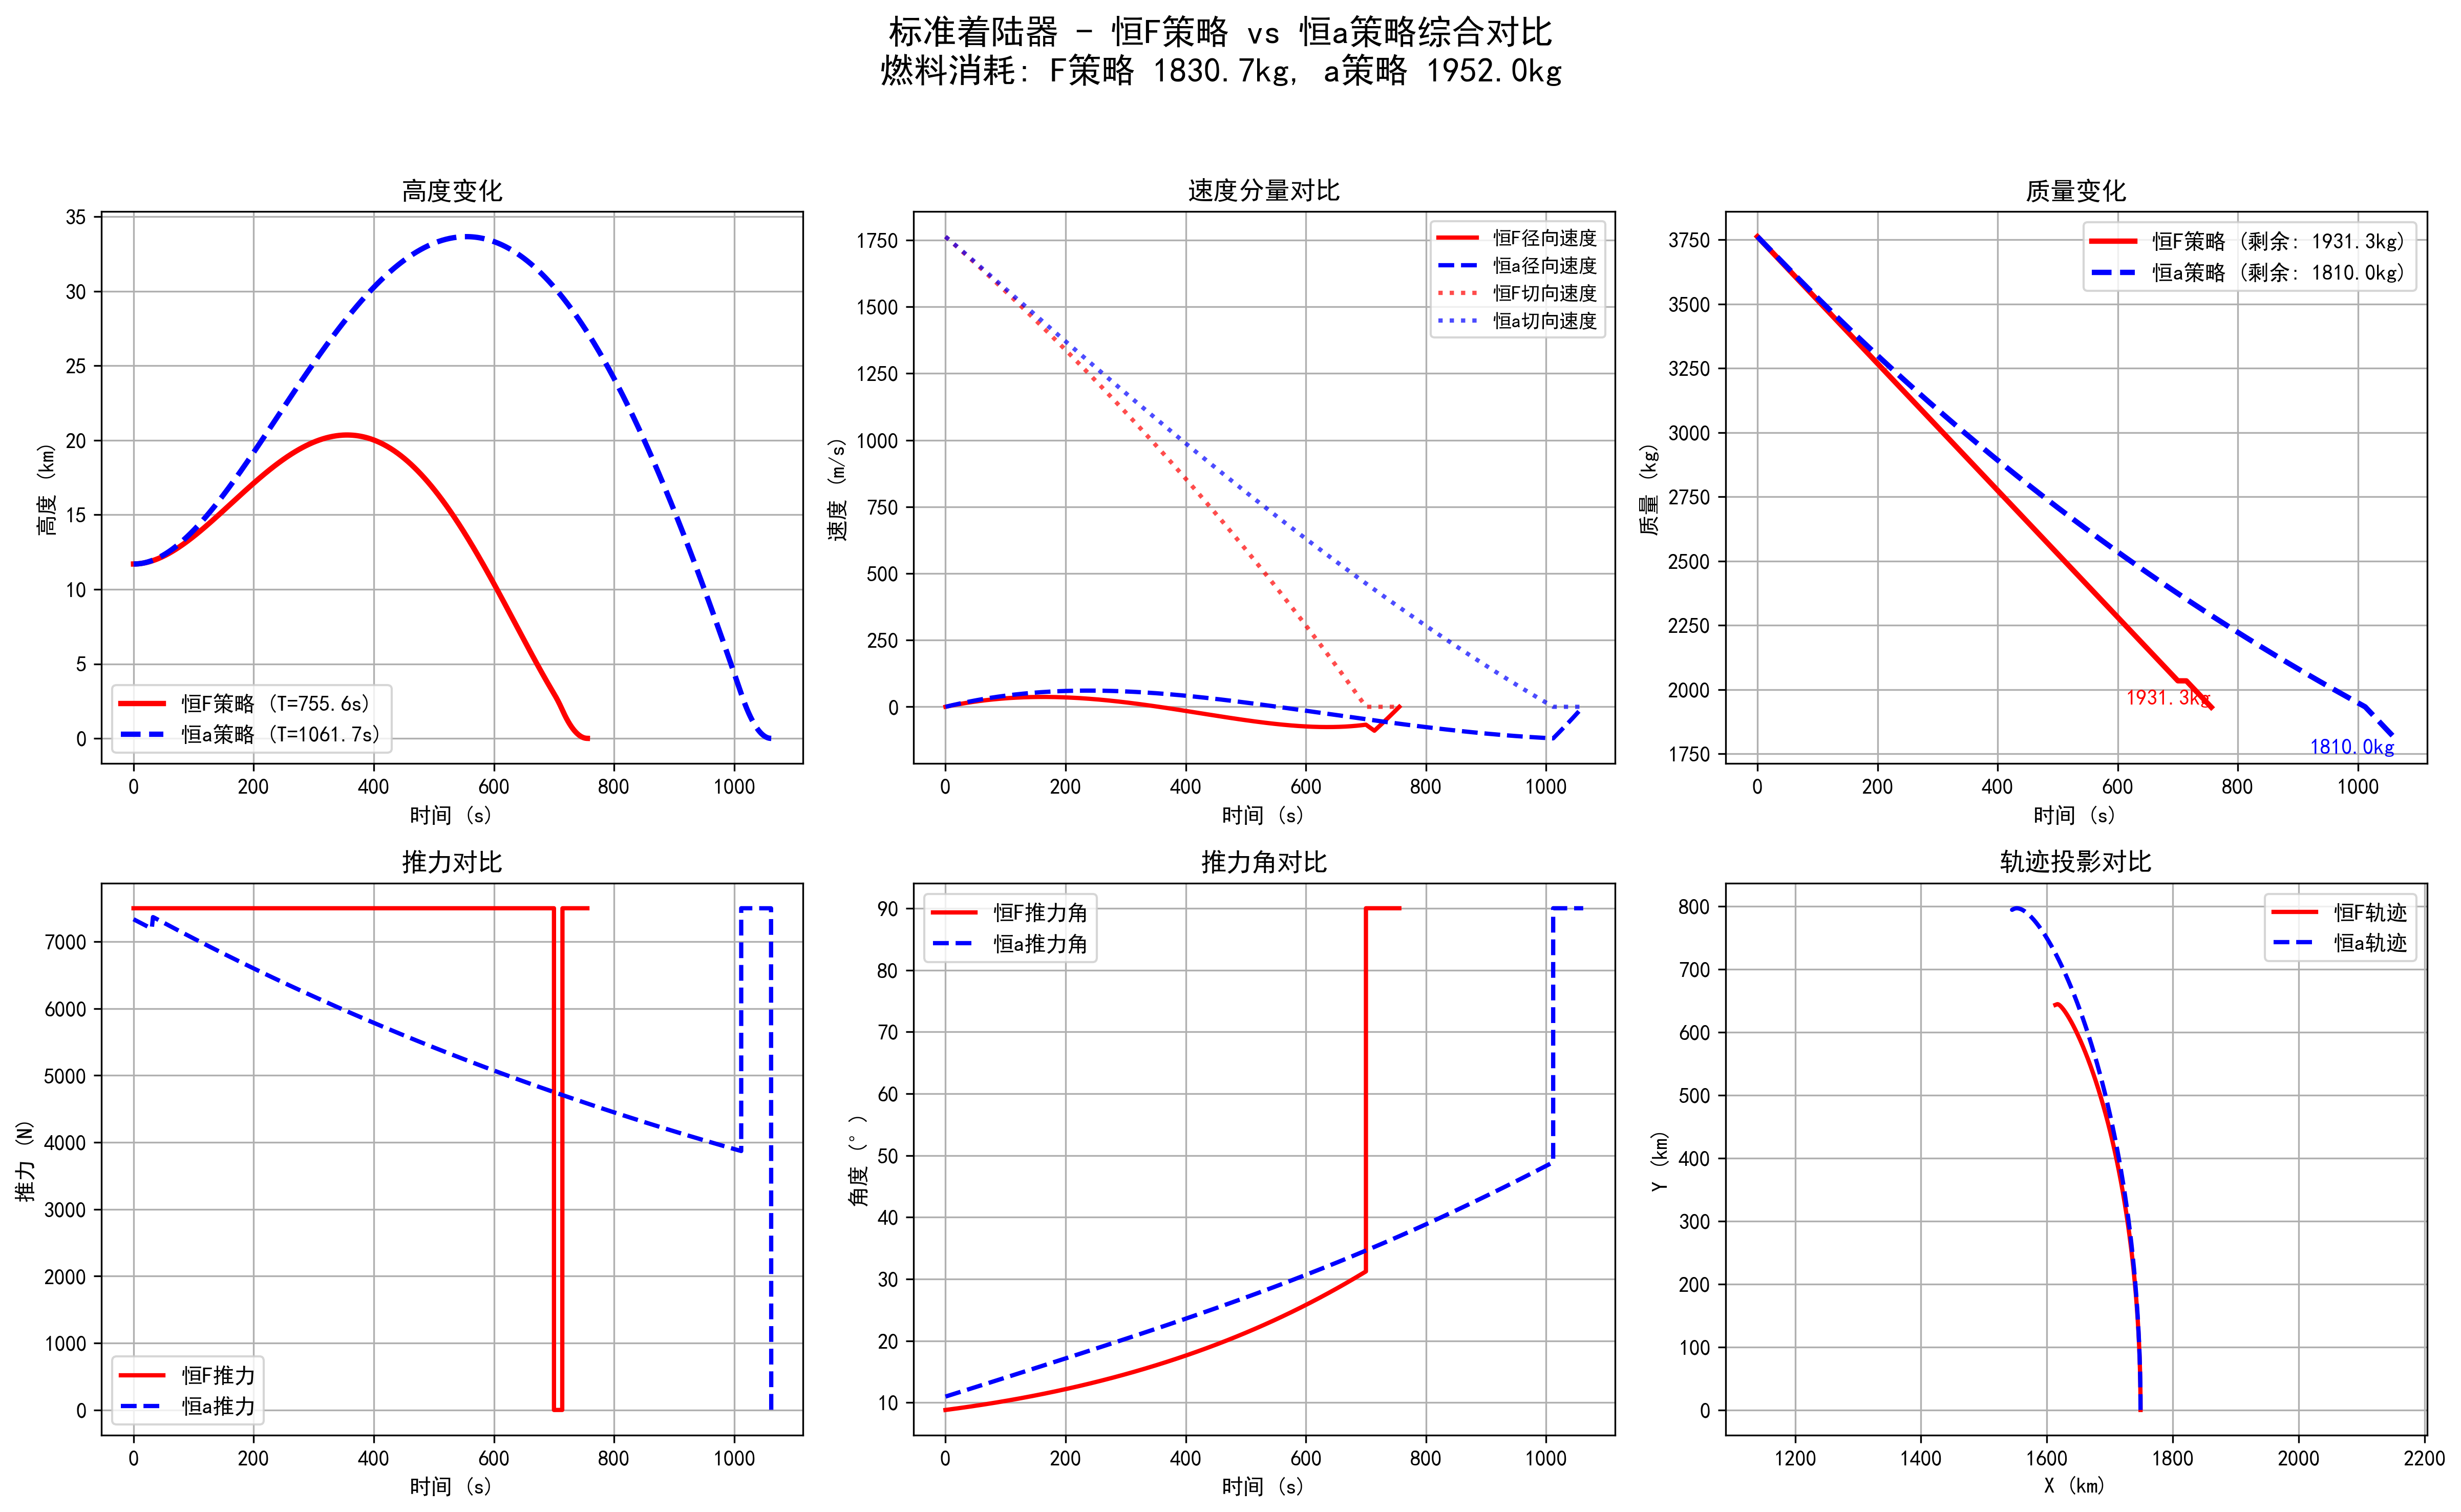 标准着陆器 - 恒F策略 vs 恒a策略综合对比
燃料消耗: F策略 1830.7kg, a策略 1952.0kg
高度变化
35
30
25
20
15
10
5
0
高度 (km)
恒F策略 (T=755.6s)
恒a策略 (T=1061.7s)
0 200 400 600 800 1000
时间 (s)
速度分量对比
1750
1500
1250
1000
750
500
250
0
速度 (m/s)
恒F径向速度
恒a径向速度
恒F切向速度
恒a切向速度
0 200 400 600 800 1000
时间 (s)
质量变化
3750
3500
3250
3000
2750
2500
2250
2000
1750
质量 (kg)
恒F策略 (剩余: 1931.3kg)
恒a策略 (剩余: 1810.0kg)
1931.3kg
1810.0kg
0 200 400 600 800 1000
时间 (s)
推力对比
7000
6000
5000
4000
3000
2000
1000
0
推力 (N)
恒F推力
恒a推力
0 200 400 600 800 1000
时间 (s)
推力角对比
90
80
70
60
50
40
30
20
10
角度 (°)
恒F推力角
恒a推力角
0 200 400 600 800 1000
时间 (s)
轨迹投影对比
800
700
600
500
400
300
200
100
0
Y (km)
恒F轨迹
恒a轨迹
1200 1400 1600 1800 2000 2200
X (km)